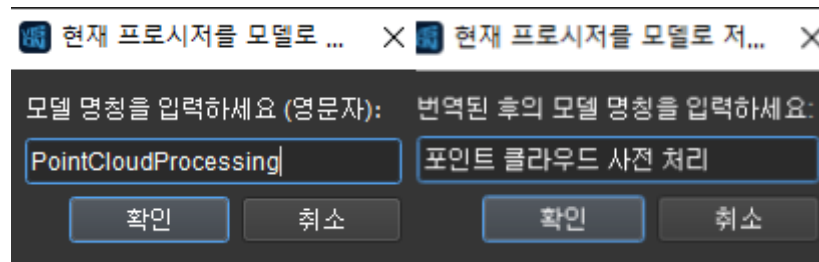 현재 프로시저를 모델로 ...
모델 명칭을 입력하세요 (영문자):
PointCloudProcessing
확인
취소
현재 프로시저를 모델로 저...
번역된 후의 모델 명칭을 입력하세요:
포인트 클라우드 사전 처리
확인
취소